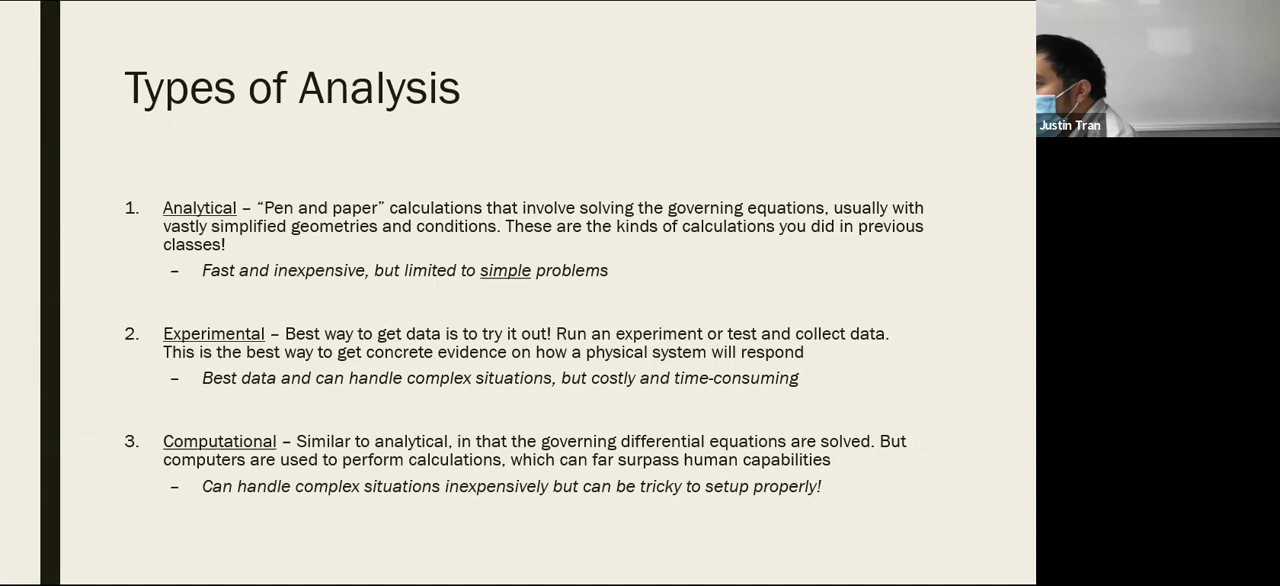 Types of Analysis
1. Analytical – “Pen and paper” calculations that involve solving the governing equations, usually with
vastly simplified geometries and conditions. These are the kinds of calculations you did in previous
classes!
– Fast and inexpensive, but limited to simple problems
2. Experimental – Best way to get data is to try it out! Run an experiment or test and collect data.
This is the best way to get concrete evidence on how a physical system will respond
– Best data and can handle complex situations, but costly and time-consuming
3. Computational – Similar to analytical, in that the governing differential equations are solved. But
computers are used to perform calculations, which can far surpass human capabilities
– Can handle complex situations inexpensively but can be tricky to setup properly!
Justin Tran